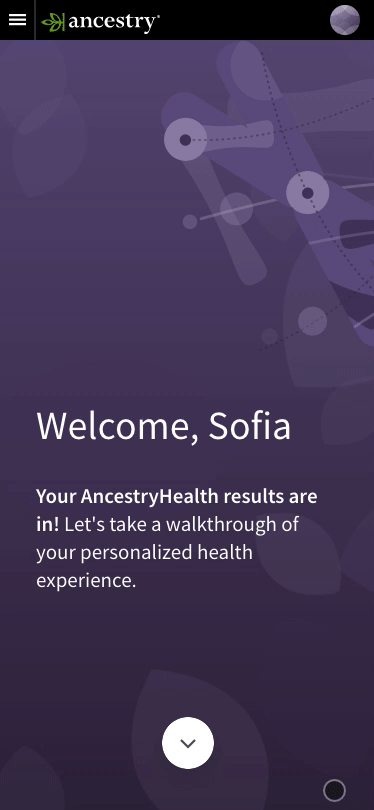 ancestry
Welcome, Sofia
Your AncestryHealth results are
in! Let's take a walkthrough of
your personalized health
experience.